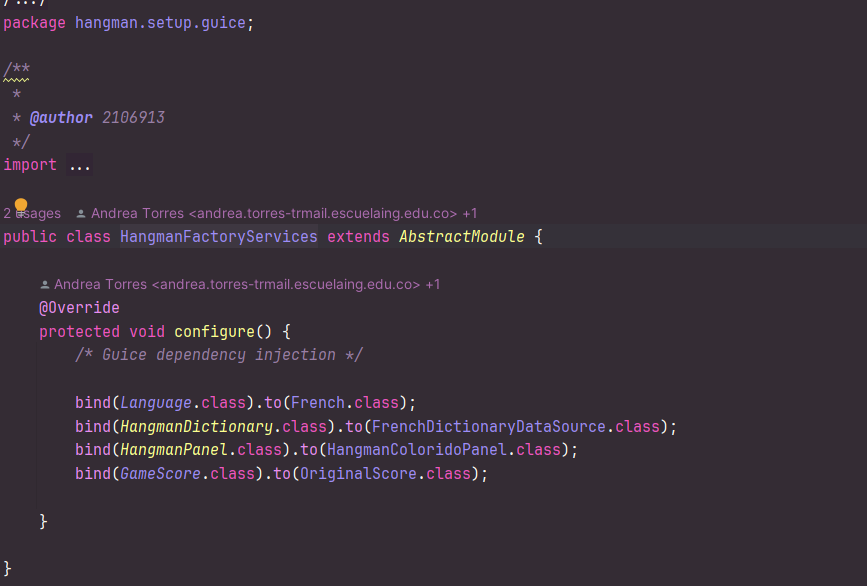 /.../
package hangman.setup.guice;
/**
*
* @author 2106913
*/
import ...
2 usages Andrea Torres <andrea.torres-trmail.escuelaing.edu.co> +1
public class HangmanFactoryServices extends AbstractModule {
Andrea Torres <andrea.torres-trmail.escuelaing.edu.co> +1
@Override
protected void configure() {
/* Guice dependency injection */
bind(Language.class).to(French.class);
bind(HangmanDictionary.class).to(FrenchDictionaryDataSource.class);
bind(HangmanPanel.class).to(HangmanColoridoPanel.class);
bind(GameScore.class).to(OriginalScore.class);
}
}